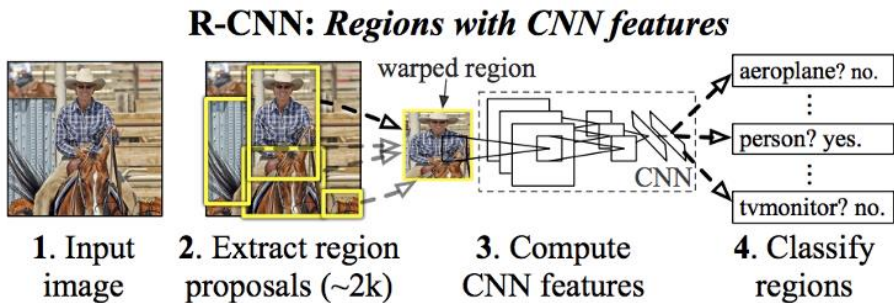 R-CNN: Regions with CNN features
warped region
aeroplane? no.
person? yes.
tvmonitor? no.
CNN
1. Input
image
2. Extract region
proposals (~2k)
3. Compute
CNN features
4. Classify
regions